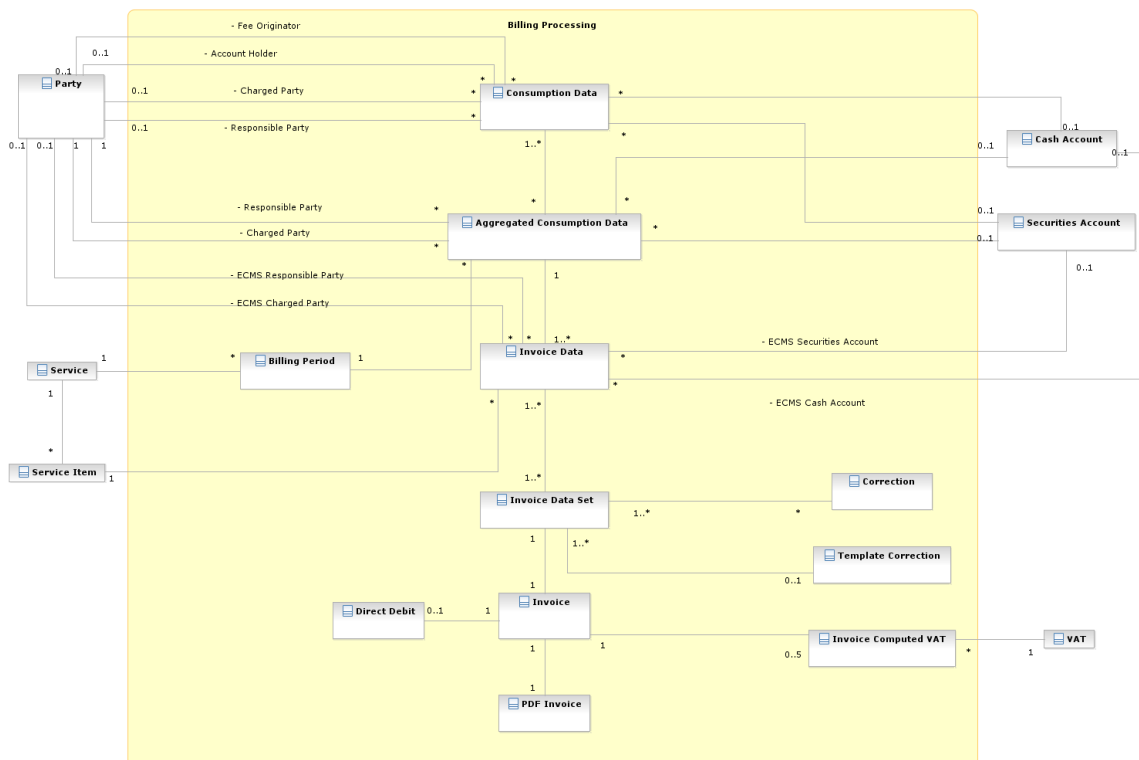 Billing Processing
- Fee Originator
- Account Holder
0..1
0..1
Party
*
*
0..1
- Charged Party
*
Consumption Data
*
*
0..1
- Responsible Party
*
0..1
Cash Account
0..1
0..1
0..1
1
1
1..*
0..1
- Responsible Party
*
*
*
0..1
Aggregated Consumption Data
Securities Account
- Charged Party
*
*
0..1
*
1
0..1
- ECMS Responsible Party
- ECMS Charged Party
*
*
1..*
- ECMS Securities Account
Service
1
*
Billing Period
1
Invoice Data
*
*
1
*
1..*
- ECMS Cash Account
*
Service Item
1
1..*
Correction
Invoice Data Set
1..*
*
1
1..*
Template Correction
0..1
1
Invoice
Direct Debit
0..1
1
1
1
0..5
Invoice Computed VAT
*
1
VAT
1
PDF Invoice